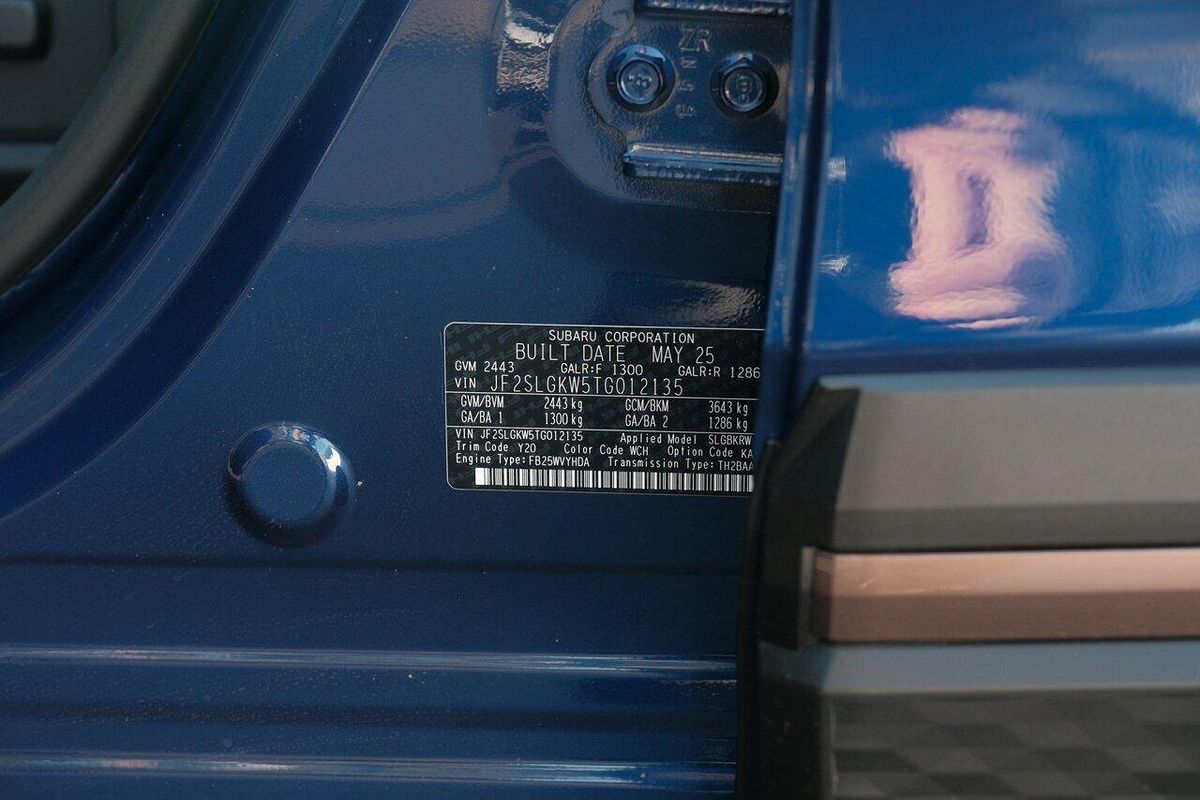 ZR
SUBARU CORPORATION
BUILT DATE MAY 25
GVM 2443 GALR:F 1300 GALR:R 1286
VIN JF2SLGKW5TG012135
GVM/BVM 2443 kg GCM/BKM 3643 kg
GA/BA 1 1300 kg GA/BA 2 1286 kg
VIN JF2SLGKW5TG012135 Applied Model SLGBKRW
Trim Code Y20 Color Code WCH Option Code KA
Engine Type:FB25WVYHDA Transmission Type:TH2BAA